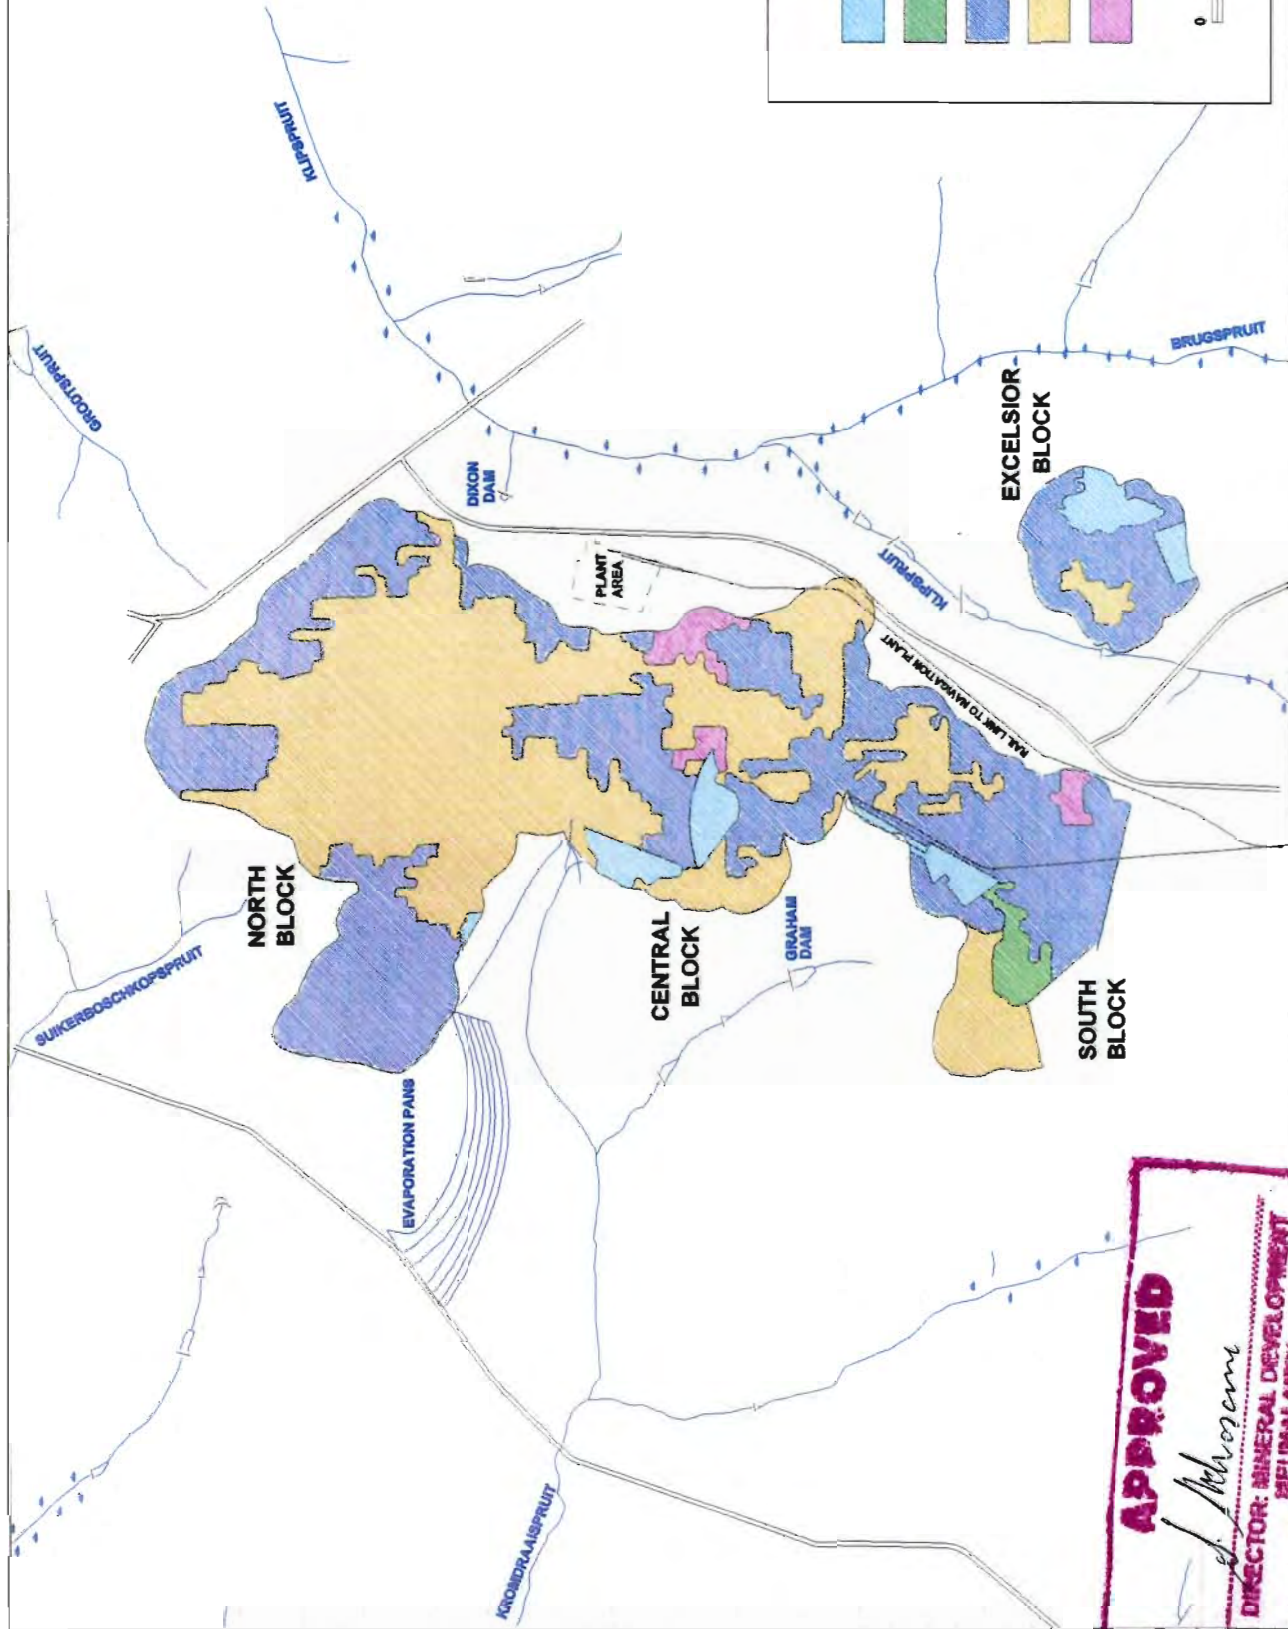 GROOTSPRUIT
KLIPSPRUIT
SUIKERBOSCHKOPSPRUIT
NORTH
BLOCK
DIXON
DAM
PLANT
AREA
EVAPORATION PANS
CENTRAL
BLOCK
GRAHAM
DAM
KLIPSPRUIT
RAIL LINK TO NAVIGATION PLANT
EXCELSIOR
BLOCK
BRUGSPRUIT
SOUTH
BLOCK
KROMDRAAISPRUIT
0
APPROVED
DIRECTOR: MINERAL DEVELOPMENT